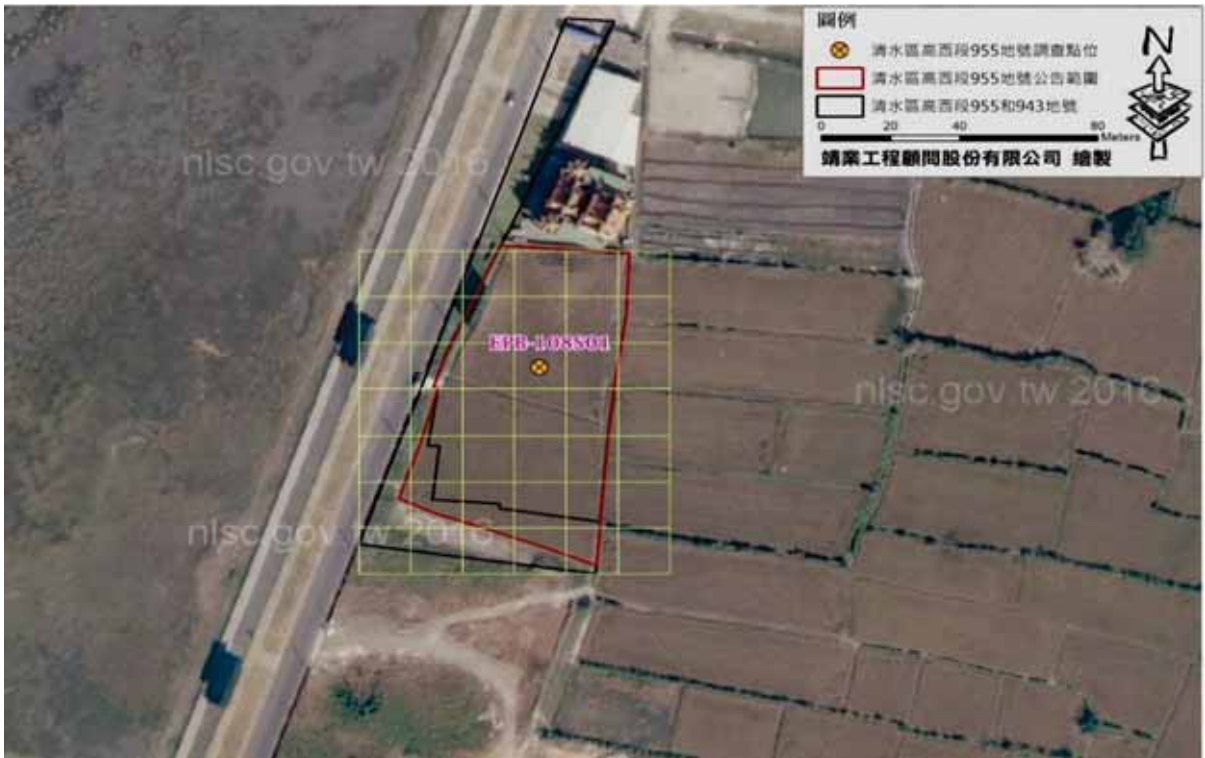 圖例
N
清水區高西段955地號調查點位
清水區高西段955地號公告範圍
清水區高西段955和943地號
0 20 40 80
Meters
靖業工程顧問股份有限公司 繪製
nlsc.gov.tw 2016
EPB-108S01
nlsc.gov.tw 2016
nlsc.gov.tw 2016